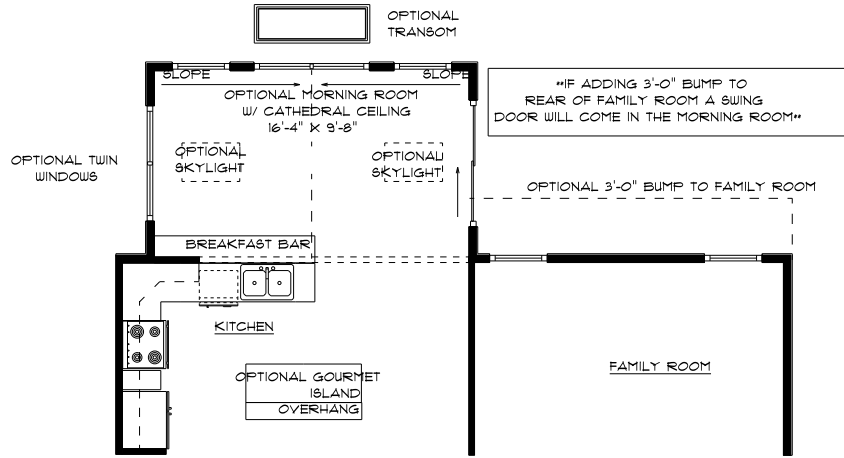 OPTIONAL
TRANSOM
SLOPE
SLOPE
OPTIONAL MORNING ROOM
W/ CATHEDRAL CEILING
16'-4" X 9'-8"
**IF ADDING 3'-0" BUMP TO
REAR OF FAMILY ROOM A SWING
DOOR WILL COME IN THE MORNING ROOM**
OPTIONAL TWIN
WINDOWS
OPTIONAL
SKYLIGHT
OPTIONAL
SKYLIGHT
OPTIONAL 3'-0" BUMP TO FAMILY ROOM
BREAKFAST BAR
KITCHEN
OPTIONAL GOURMET
ISLAND
OVERHANG
FAMILY ROOM